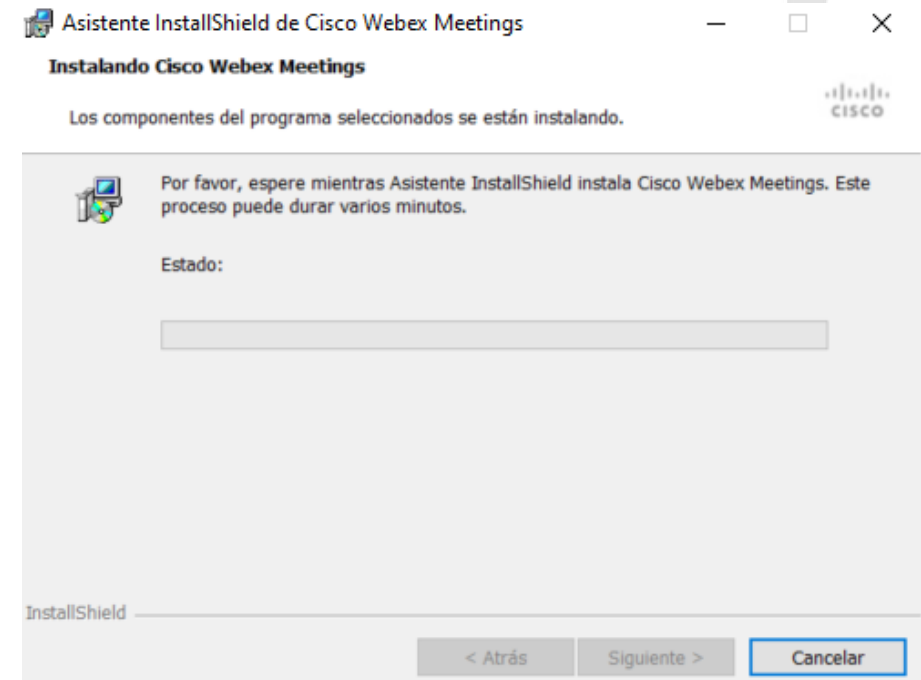 Asistente InstallShield de Cisco Webex Meetings
Instalando Cisco Webex Meetings
Los componentes del programa seleccionados se están instalando.
CISCO
Por favor, espere mientras Asistente InstallShield instala Cisco Webex Meetings. Este
proceso puede durar varios minutos.
Estado:
InstallShield
< Atrás
Siguiente >
Cancelar